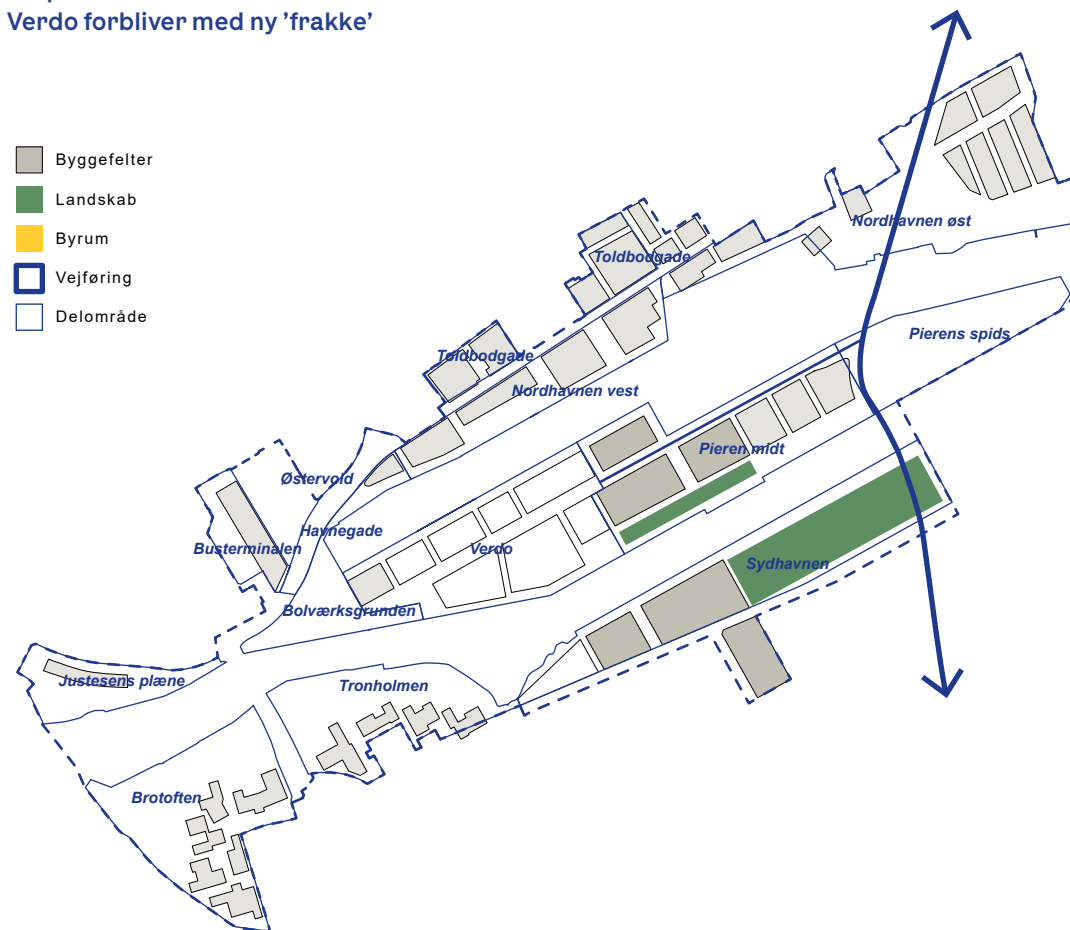 Verdo forbliver med ny ’frakke’
Byggefelter
Landskab
Byrum
Vejføring
Delområde
Nordhavnen øst
Toldbodgade
Pierens spids
Toldbodgade
Nordhavnen vest
Pieren midt
Østervold
Havnegade
Busterminalen
Verdo
Sydhavnen
Bolværksgrunden
Justesens plæne
Tronholmen
Brotoften